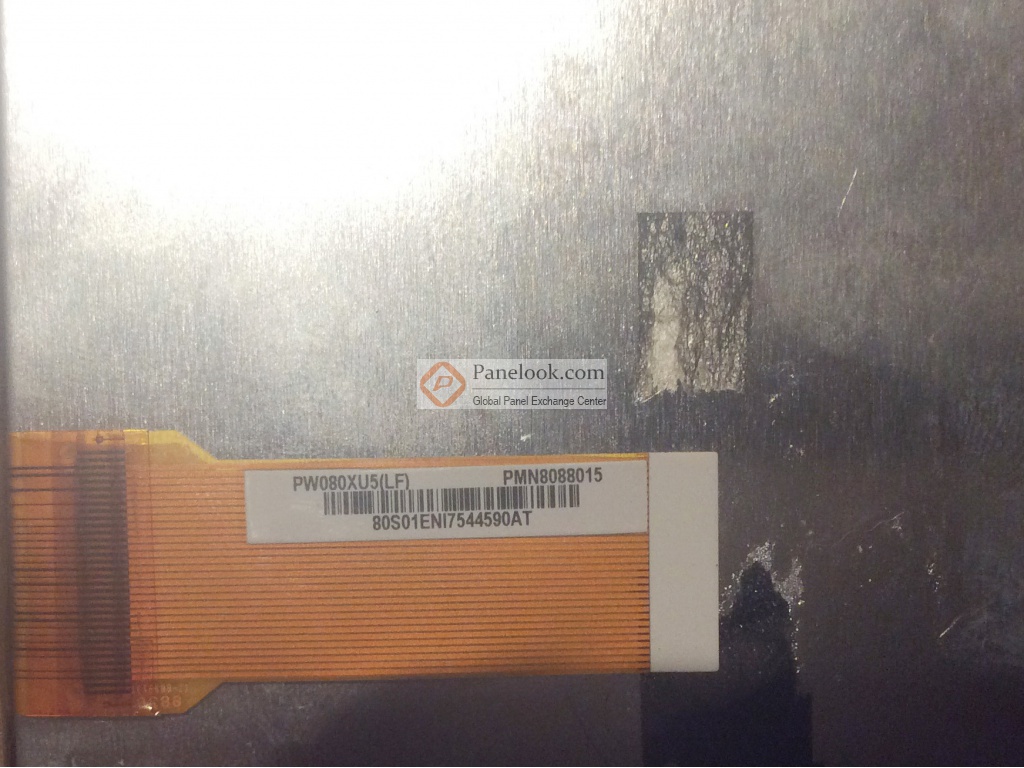 Panelook.com
Global Panel Exchange Center
PW080XU5(LF) PMN8088015
80S01ENI7544590AT